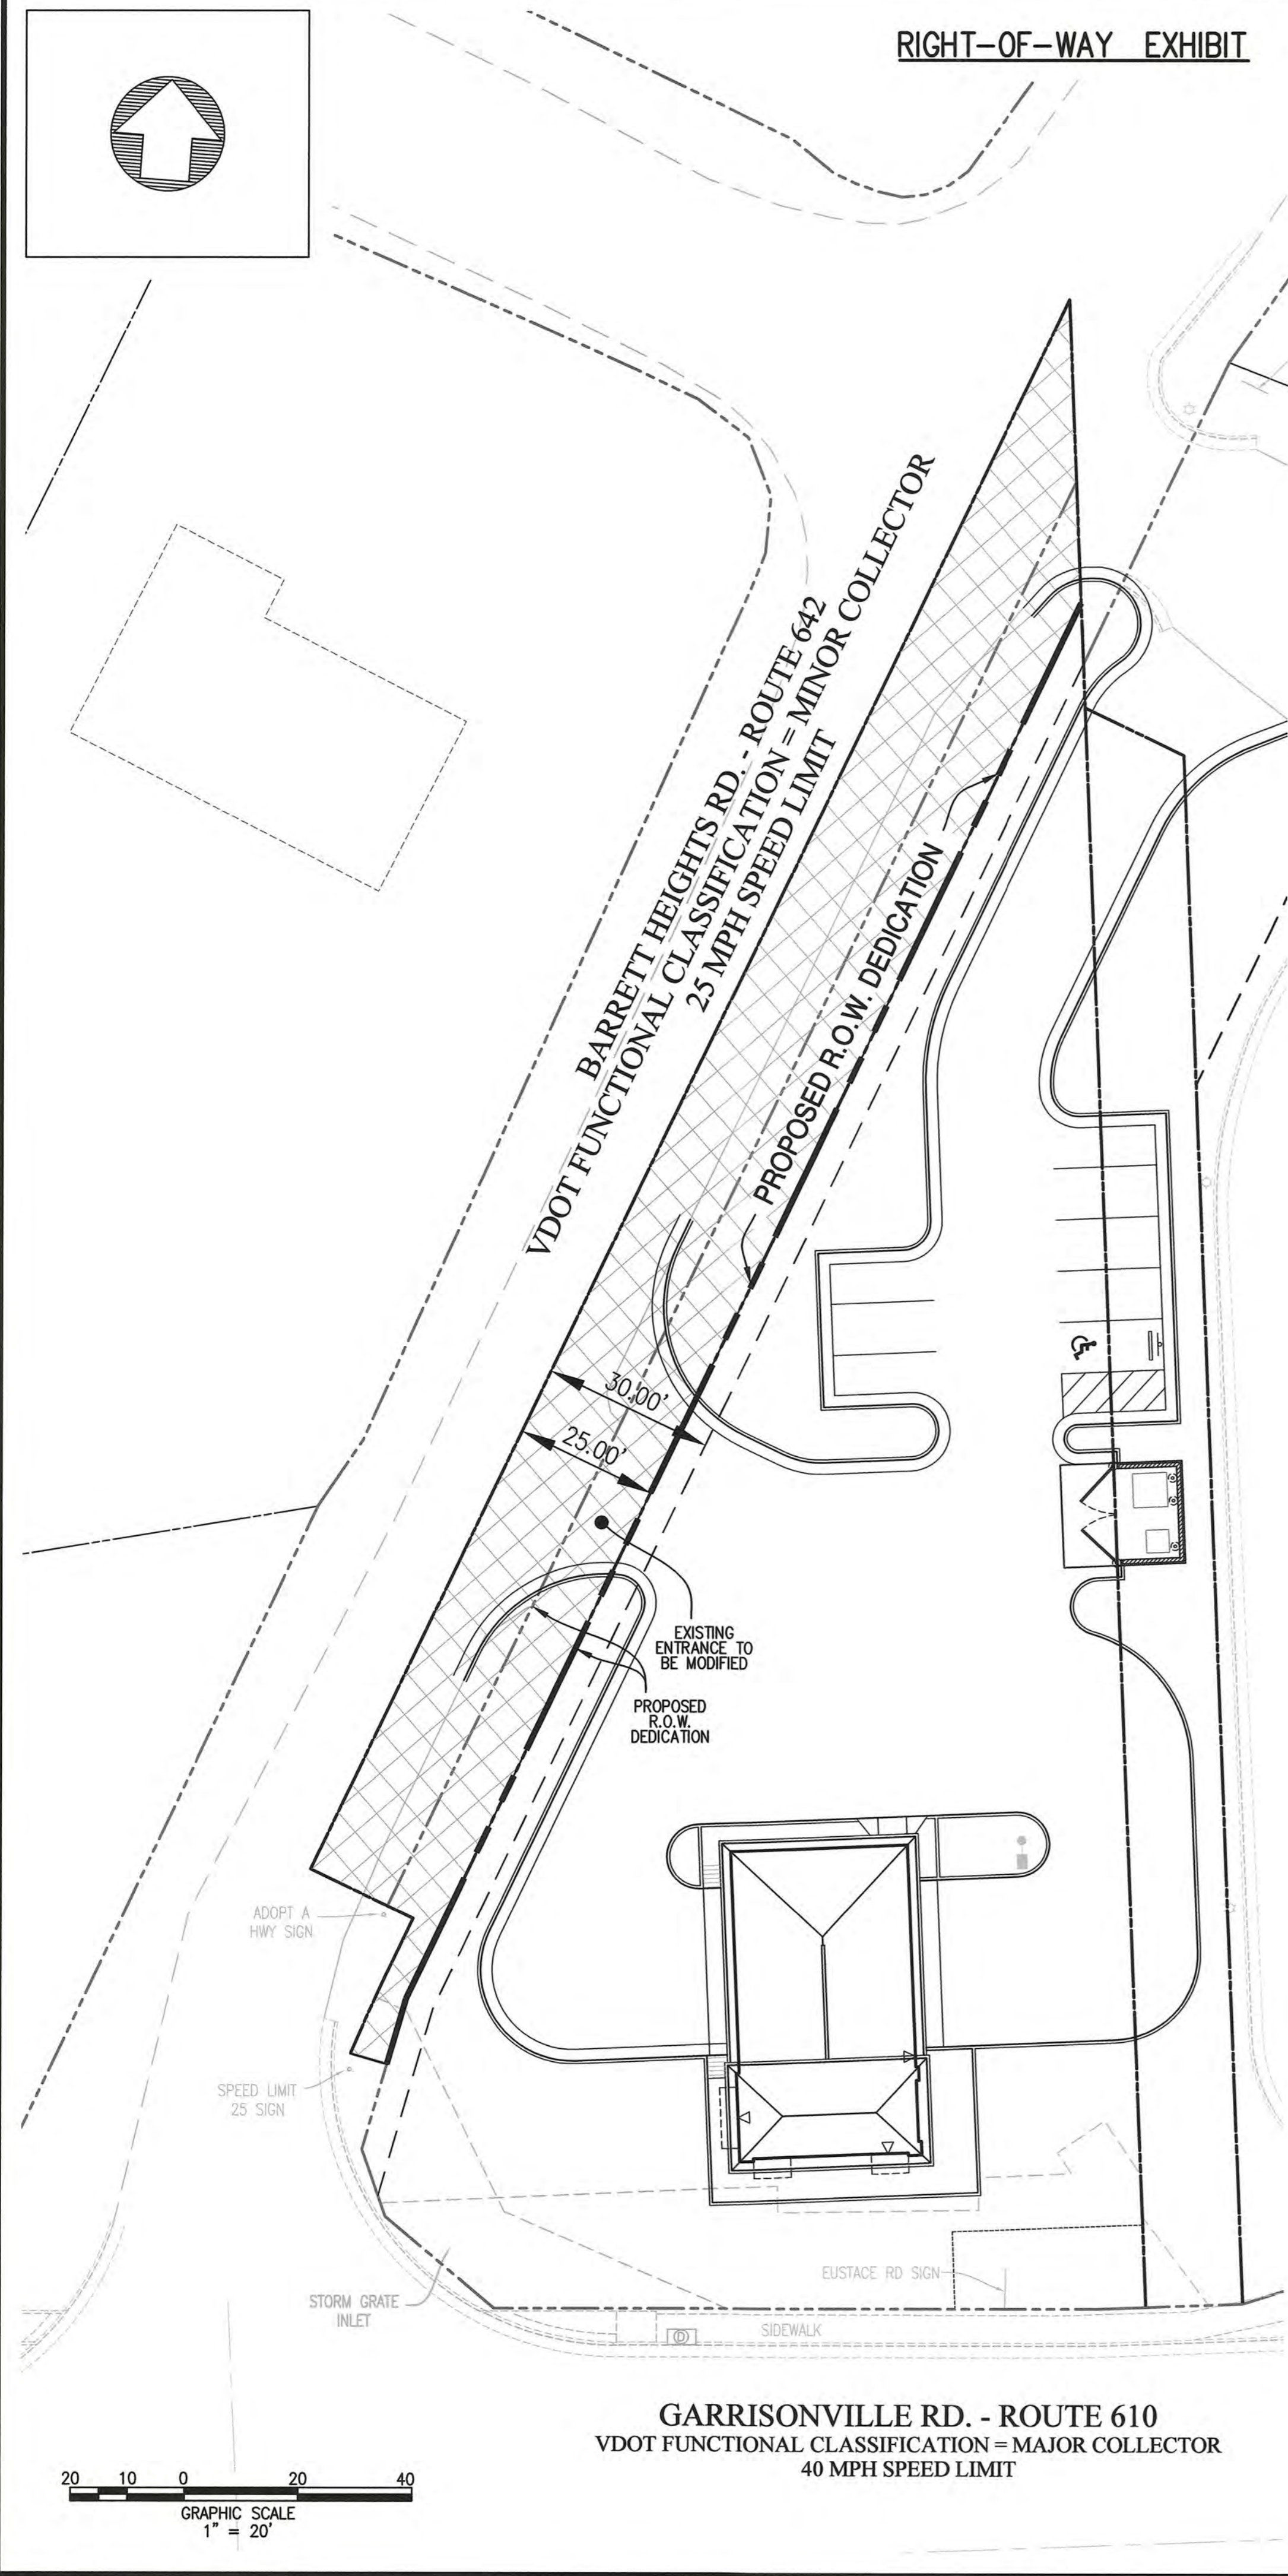 RIGHT-OF-WAY EXHIBIT
BARRETT HEIGHTS RD. - ROUTE 642
VDOT FUNCTIONAL CLASSIFICATION = MINOR COLLECTOR
25 MPH SPEED LIMIT
PROPOSED R.O.W. DEDICATION
30.00'
25.00'
EXISTING
ENTRANCE TO
BE MODIFIED
PROPOSED
R.O.W.
DEDICATION
ADOPT A
HWY SIGN
SPEED LIMIT
25 SIGN
EUSTACE RD SIGN
STORM GRATE
INLET
D
SIDEWALK
GARRISONVILLE RD. - ROUTE 610
VDOT FUNCTIONAL CLASSIFICATION = MAJOR COLLECTOR
40 MPH SPEED LIMIT
20 10 0 20 40
GRAPHIC SCALE
1" = 20'